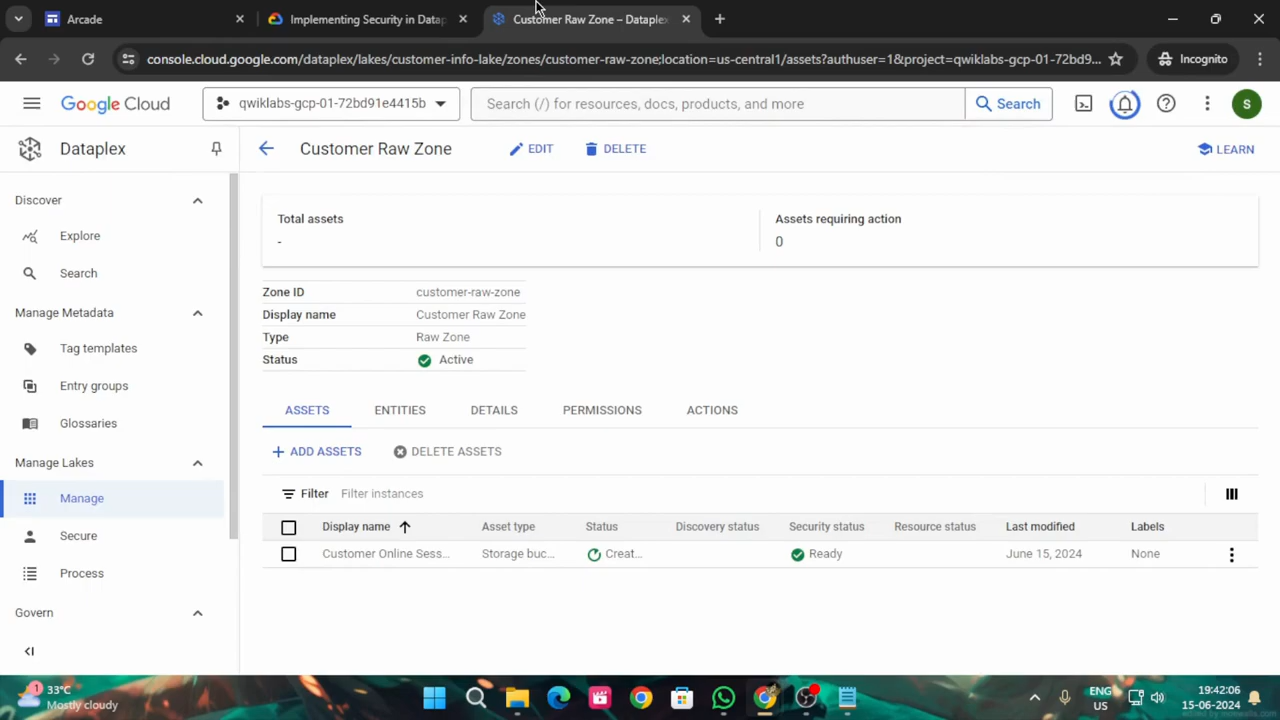 Arcade
Implementing Security in Datap
Customer Raw Zone – Dataplex
console.cloud.google.com/dataplex/lakes/customer-info-lake/zones/customer-raw-zone;location=us-central1/assets?authuser=1&project=qwiklabs-gcp-01-72bd9...
Incognito
Google Cloud
qwiklabs-gcp-01-72bd91e4415b
Search (/) for resources, docs, products, and more
Search
S
Dataplex
Customer Raw Zone
EDIT
DELETE
LEARN
Discover
Explore
Search
Manage Metadata
Tag templates
Entry groups
Glossaries
Manage Lakes
Manage
Secure
Process
Govern
Total assets
-
Assets requiring action
0
Zone ID customer-raw-zone
Display name Customer Raw Zone
Type Raw Zone
Status Active
ASSETS ENTITIES DETAILS PERMISSIONS ACTIONS
ADD ASSETS DELETE ASSETS
Filter Filter instances
Display name Asset type Status Discovery status Security status Resource status Last modified Labels
Customer Online Sess... Storage buc... Creat... Ready June 15, 2024 None
1
33°C
Mostly cloudy
ENG
US
19:42:06
15-06-2024